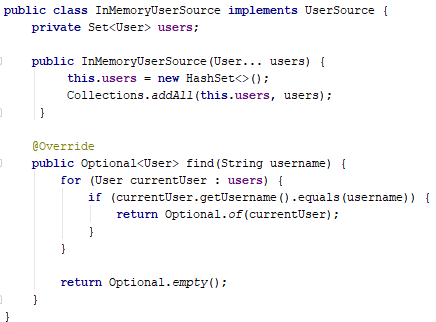 public class InMemoryUserSource implements UserSource {
    private Set<User> users;

    public InMemoryUserSource(User... users) {
        this.users = new HashSet<>();
        Collections.addAll(this.users, users);
    }

    @Override
    public Optional<User> find(String username) {
        for (User currentUser : users) {
            if (currentUser.getUsername().equals(username)) {
                return Optional.of(currentUser);
            }
        }

        return Optional.empty();
    }
}